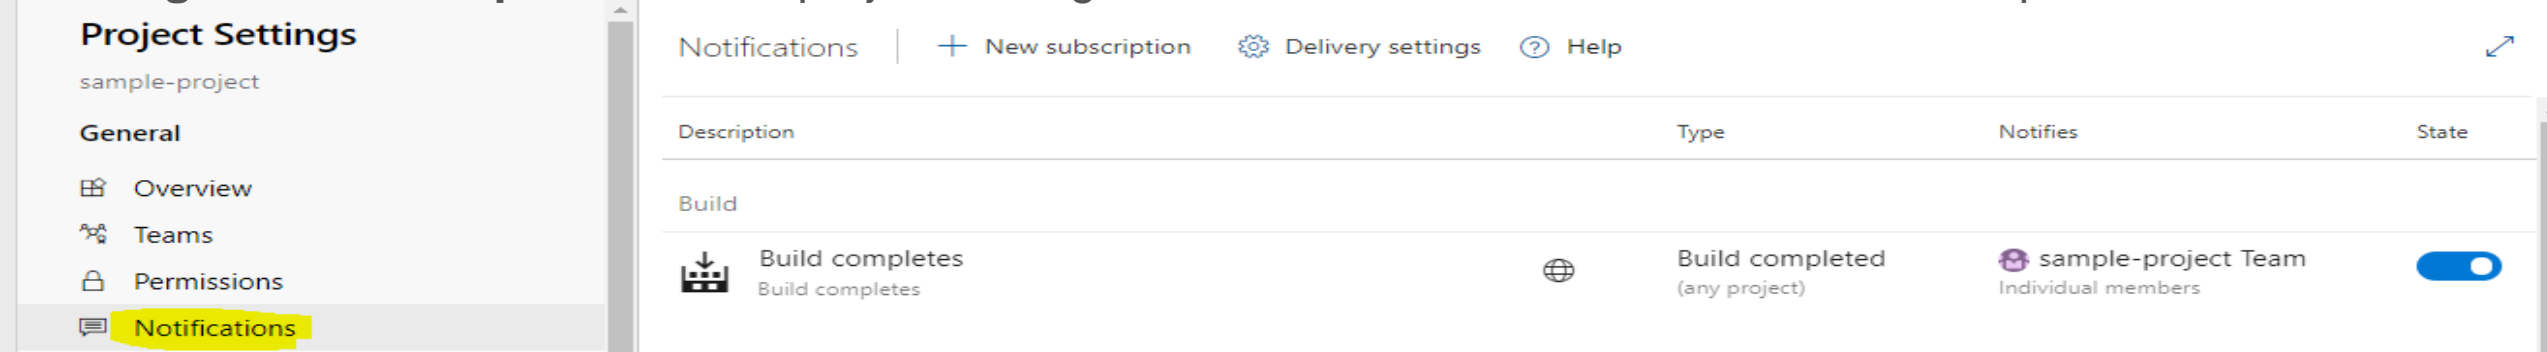 Project Settings
sample-project
General
Overview
Teams
Permissions
Notifications
Notifications New subscription Delivery settings Help
Description Type Notifies State
Build
Build completes Build completed sample-project Team
Build completes (any project) Individual members